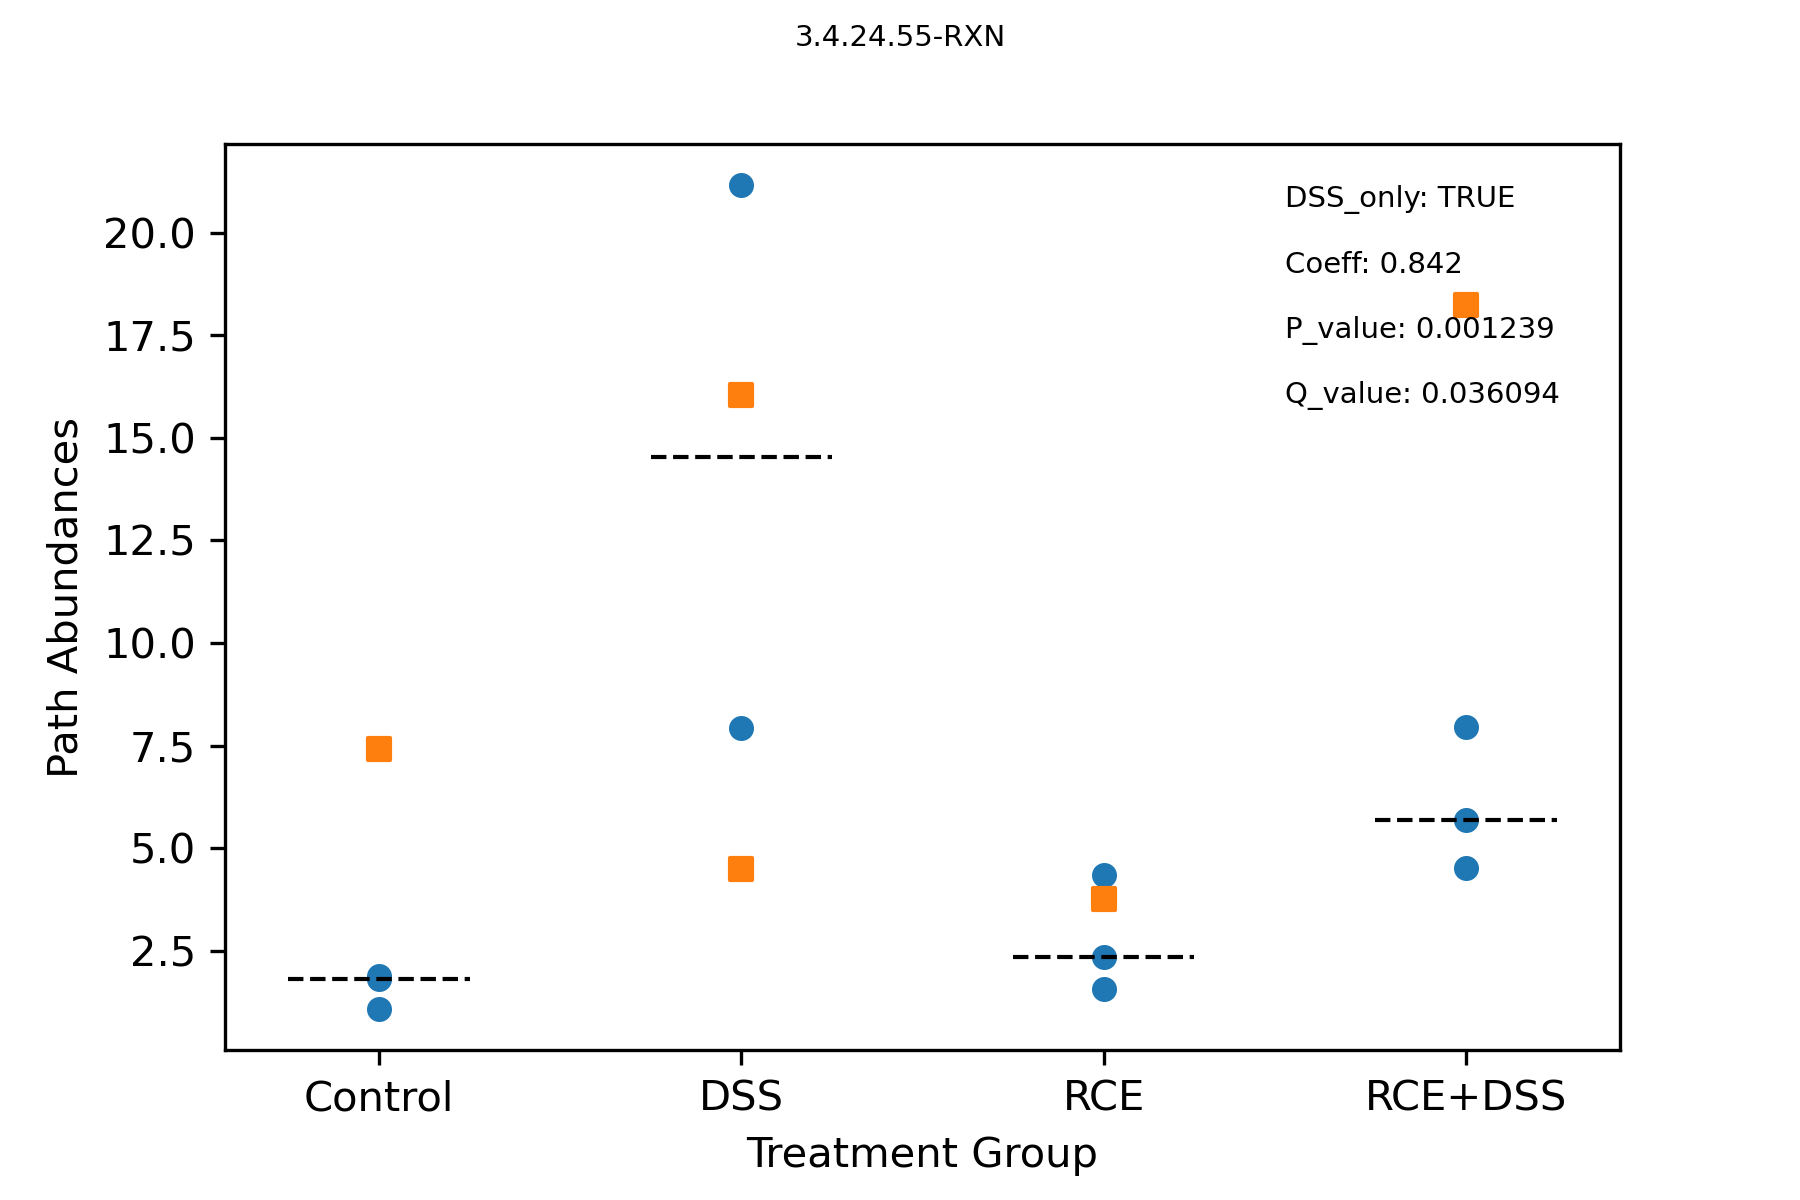 3.4.24.55-RXN
DSS_only: TRUE
Coeff: 0.842
P_value: 0.001239
Q_value: 0.036094
Path Abundances
20.0
17.5
15.0
12.5
10.0
7.5
5.0
2.5
Control
DSS
RCE
RCE+DSS
Treatment Group